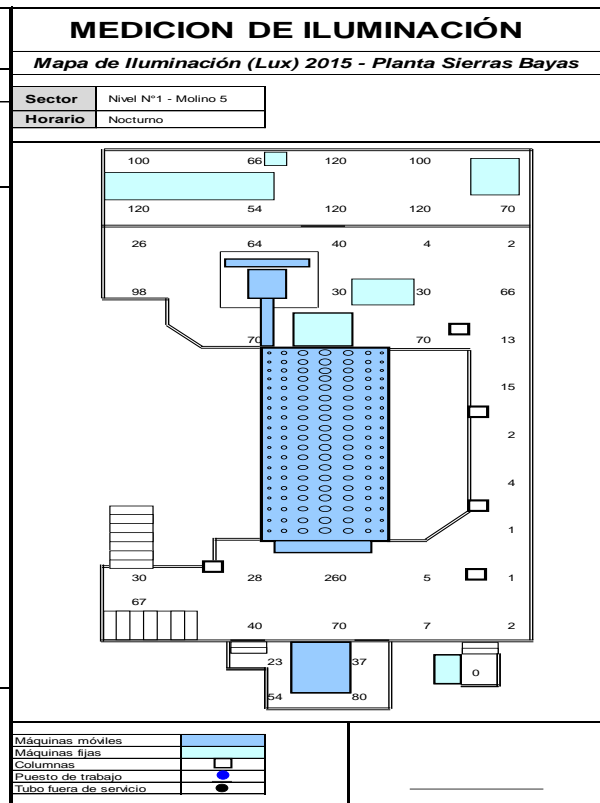 MEDICION DE ILUMINACIÓN
Mapa de Iluminación (Lux) 2015 - Planta Sierras Bayas
Sector Nivel N°1 - Molino 5
Horario Nocturno
100 66 120 100
120 54 120 120 70
26 64 40 4 2
98 30 30 66
70 70 13
15
2
4
1
30 28 260 5 1
67
40 70 7 2
23 37 0
54 80
Máquinas móviles
Máquinas fijas
Columnas
Puesto de trabajo
Tubo fuera de servicio